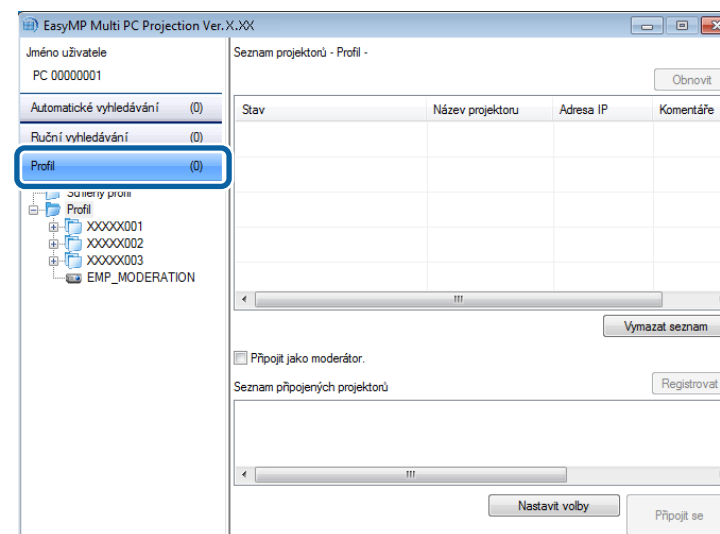 EasyMP Multi PC Projection Ver.X.XX
Jméno uživatele
PC 00000001
Automatické vyhledávání (0)
Ruční vyhledávání (0)
Profil (0)
Sdílený profil
Profil
XXXXX001
XXXXX002
XXXXX003
EMP_MODERATION
Seznam projektorů - Profil -
Obnovit
Stav Název projektoru Adresa IP Komentáře
Vymazat seznam
Připojit jako moderátor.
Seznam připojených projektorů
Registrovat
Nastavit volby
Připojit se